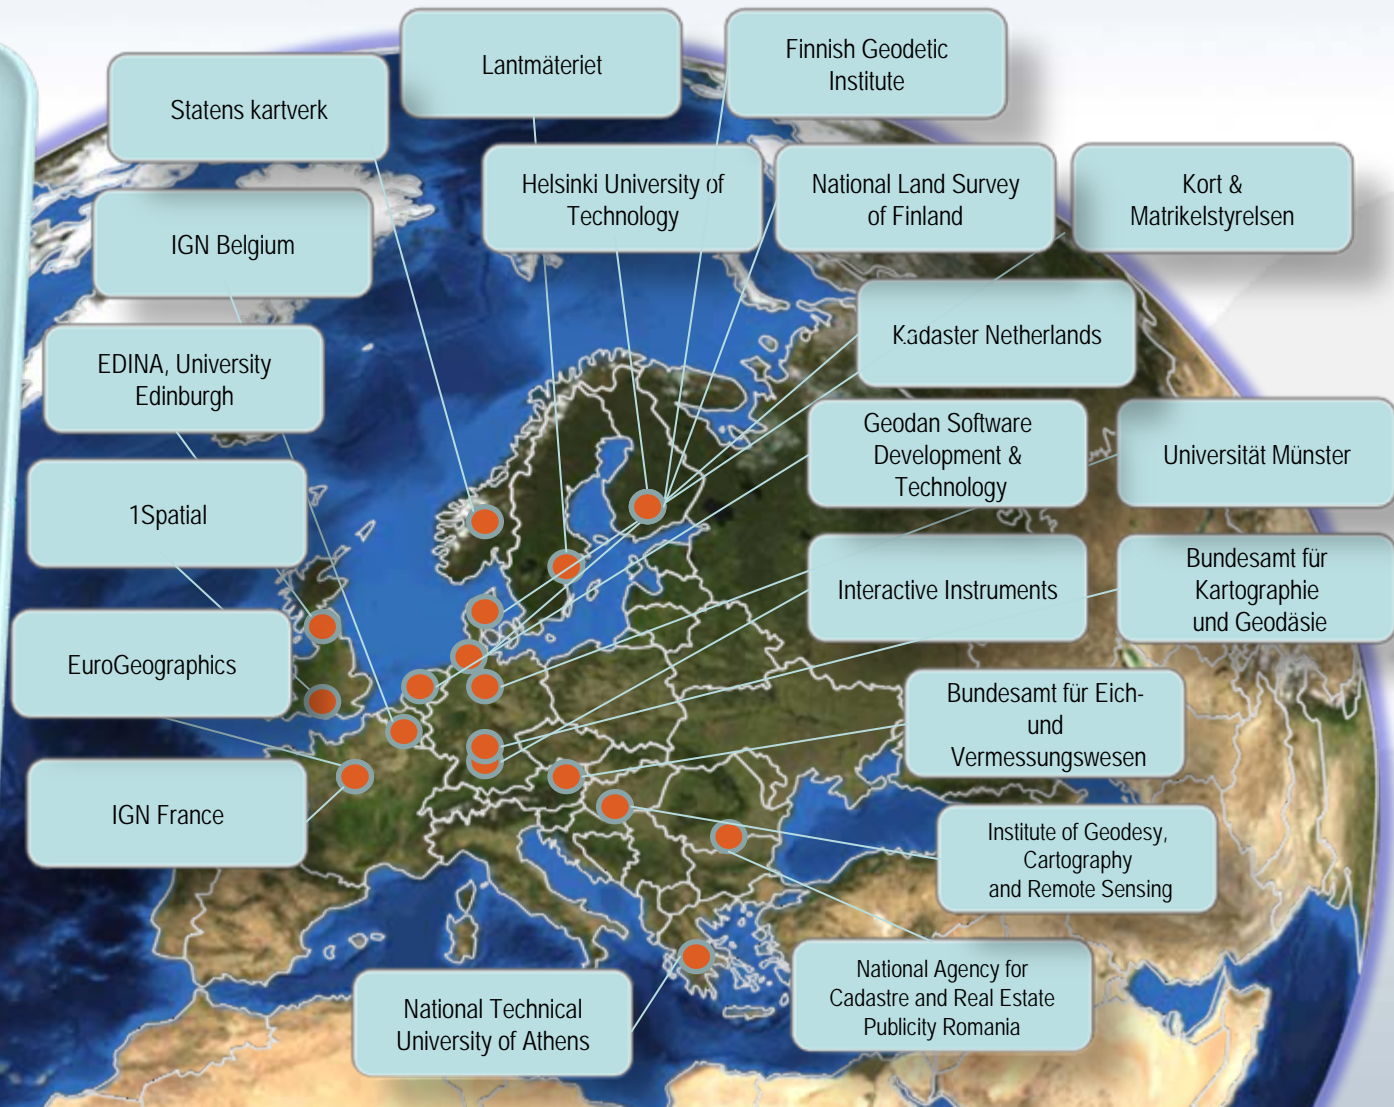 Lantmäteriet
Finnish Geodetic
Institute
Statens kartverk
Helsinki University of
Technology
National Land Survey
of Finland
Kort &
Matrikelstyrelsen
IGN Belgium
Kadaster Netherlands
EDINA, University
Edinburgh
Geodan Software
Development &
Technology
Universität Münster
1Spatial
Interactive Instruments
Bundesamt für
Kartographie
und Geodäsie
EuroGeographics
Bundesamt für Eich-
und
Vermessungswesen
IGN France
Institute of Geodesy,
Cartography
and Remote Sensing
National Technical
University of Athens
National Agency for
Cadastre and Real Estate
Publicity Romania